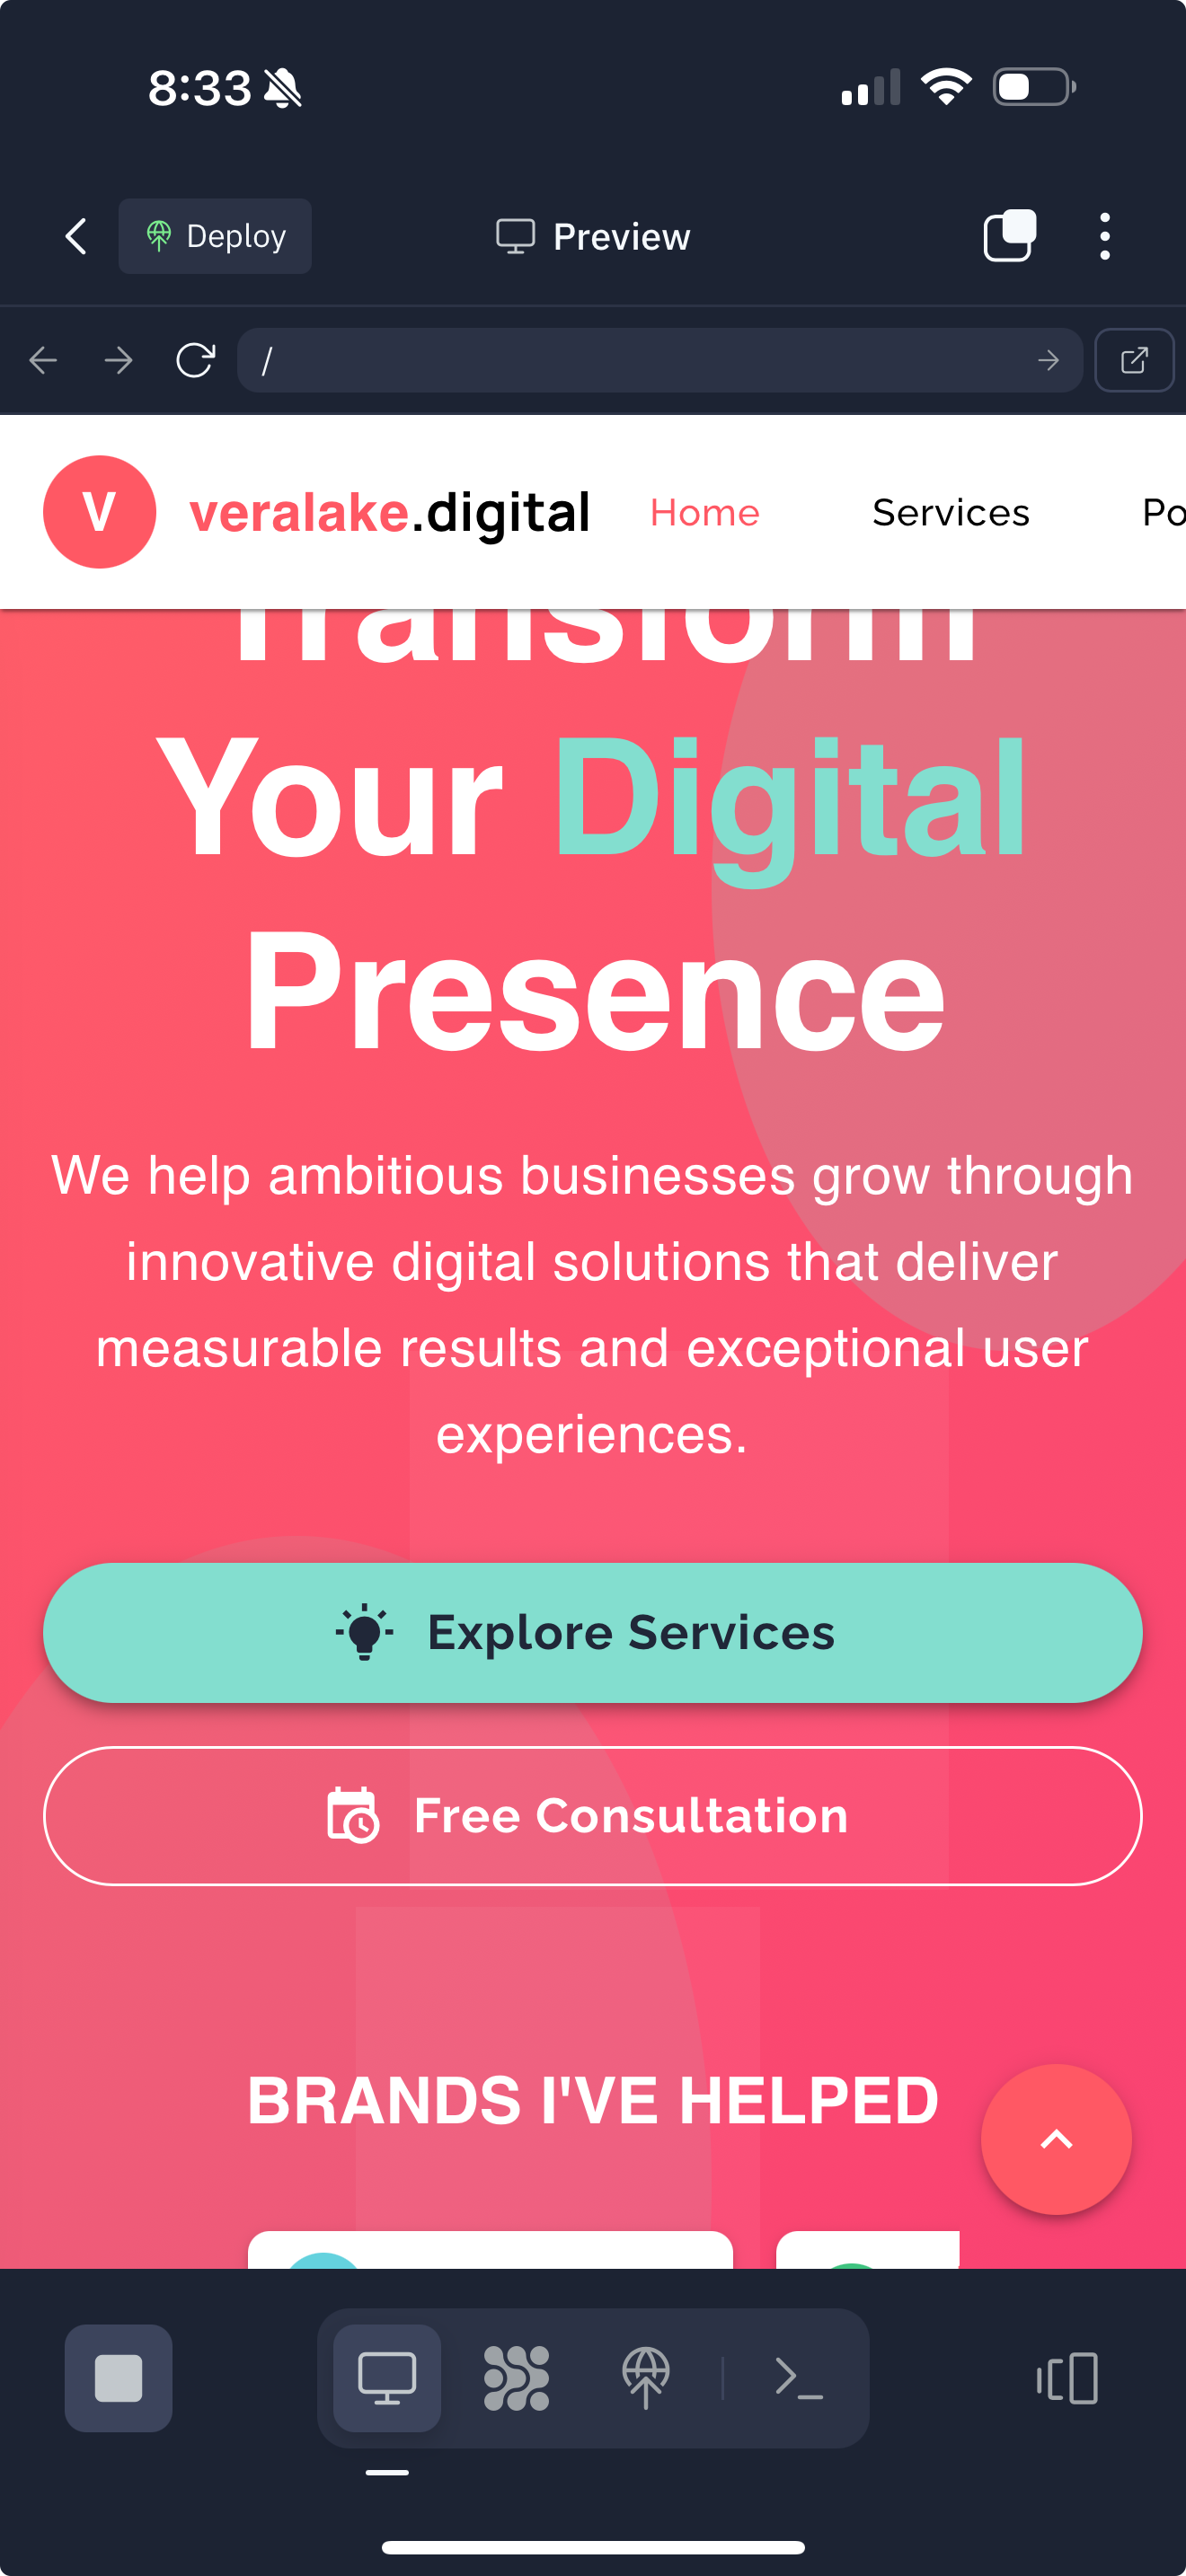 8:33
Deploy
Preview
/
V
veralake.digital
Home
Services
Po
Transform
Your Digital
Presence
We help ambitious businesses grow through
innovative digital solutions that deliver
measurable results and exceptional user
experiences.
Explore Services
Free Consultation
BRANDS I'VE HELPED